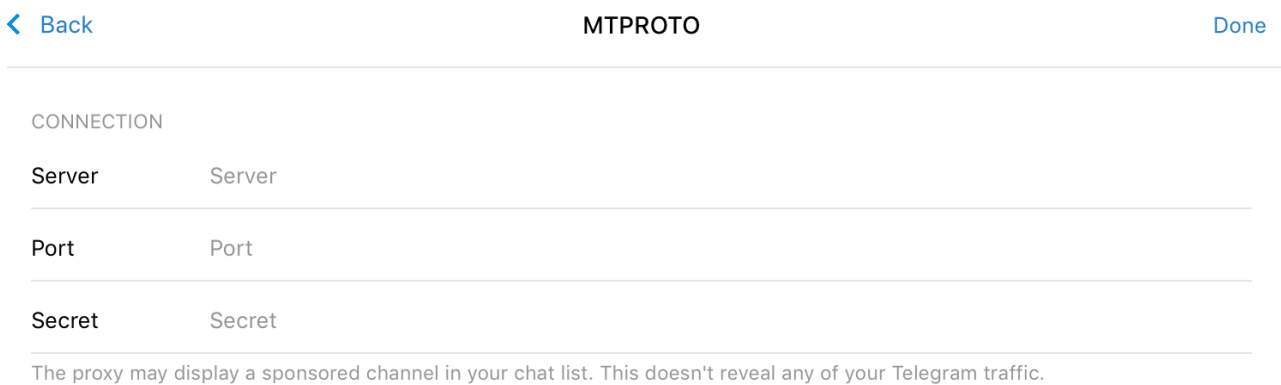 Back MTPROTO Done
CONNECTION
Server Server
Port Port
Secret Secret
The proxy may display a sponsored channel in your chat list. This doesn't reveal any of your Telegram traffic.